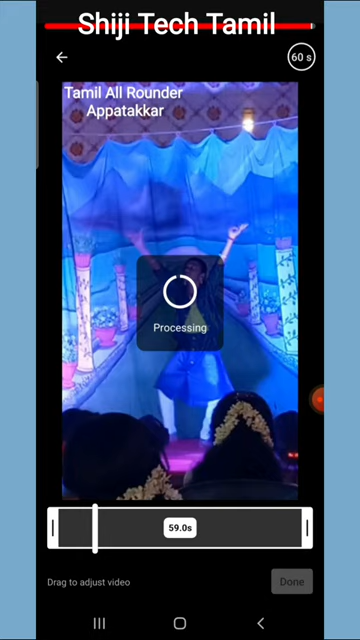 Shiji Tech Tamil
60 s
Tamil All Rounder
Appatakkar
Processing
59.0s
Drag to adjust video
Done